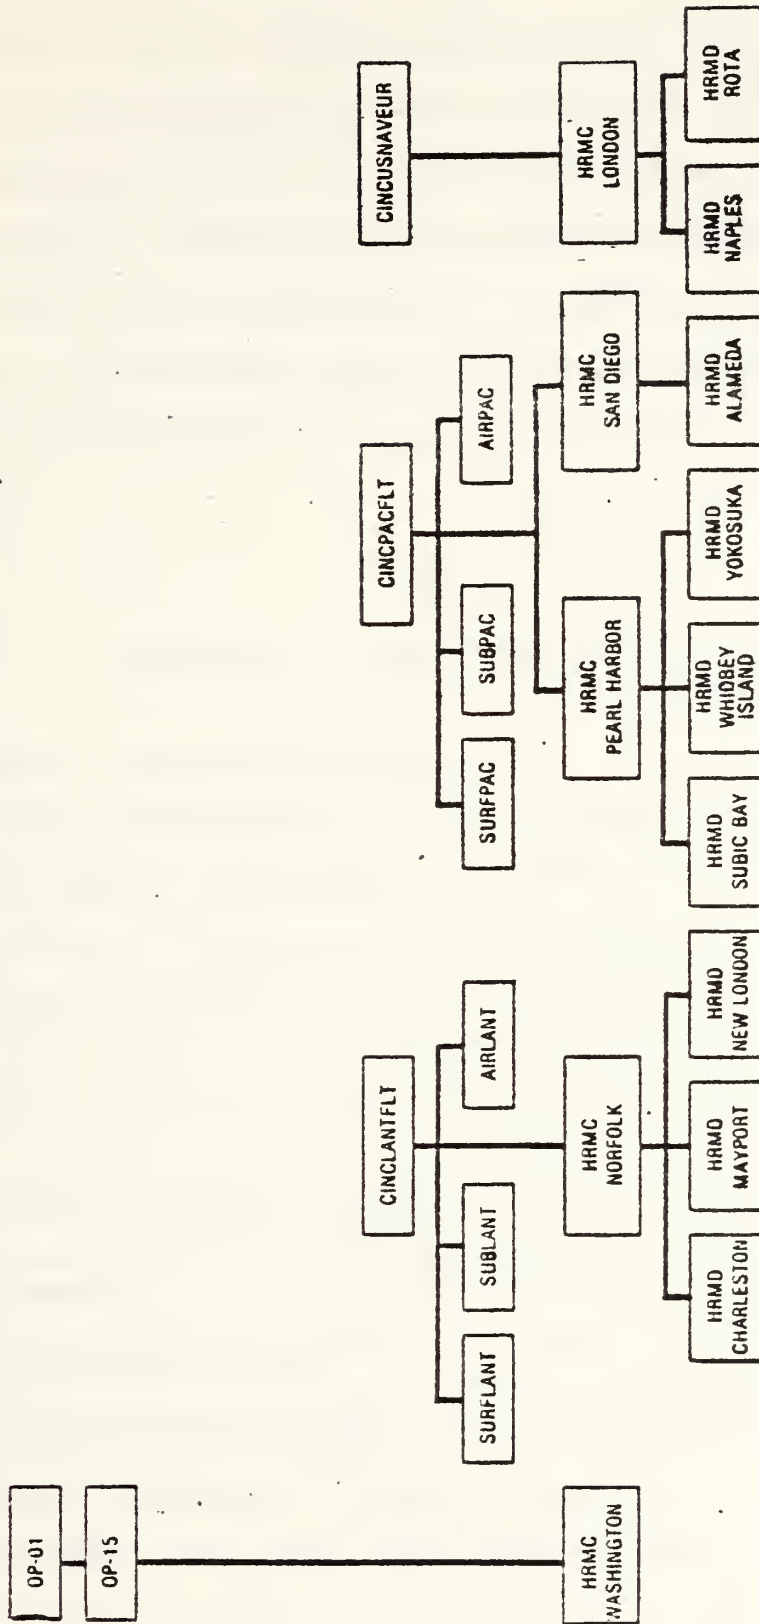 OP-01
OP-15
HRMC
WASHINGTON
CINCLANTFLT
SURFLANT
SUBLANT
AIRLANT
HRMC
NORFOLK
HRMD
CHARLESTON
HRMD
MAYPORT
HRMD
NEW LONDON
CINCPACFLT
SURFPAC
SUBPAC
AIRPAC
HRMC
PEARL HARBOR
HRMC
SAN DIEGO
HRMD
SUBIC BAY
HRMD
WHIDBEY
ISLAND
HRMD
YOKOSUKA
HRMD
ALAMEDA
CINCUSNAVEUR
HRMC
LONDON
HRMD
NAPLES
HRMD
ROTA